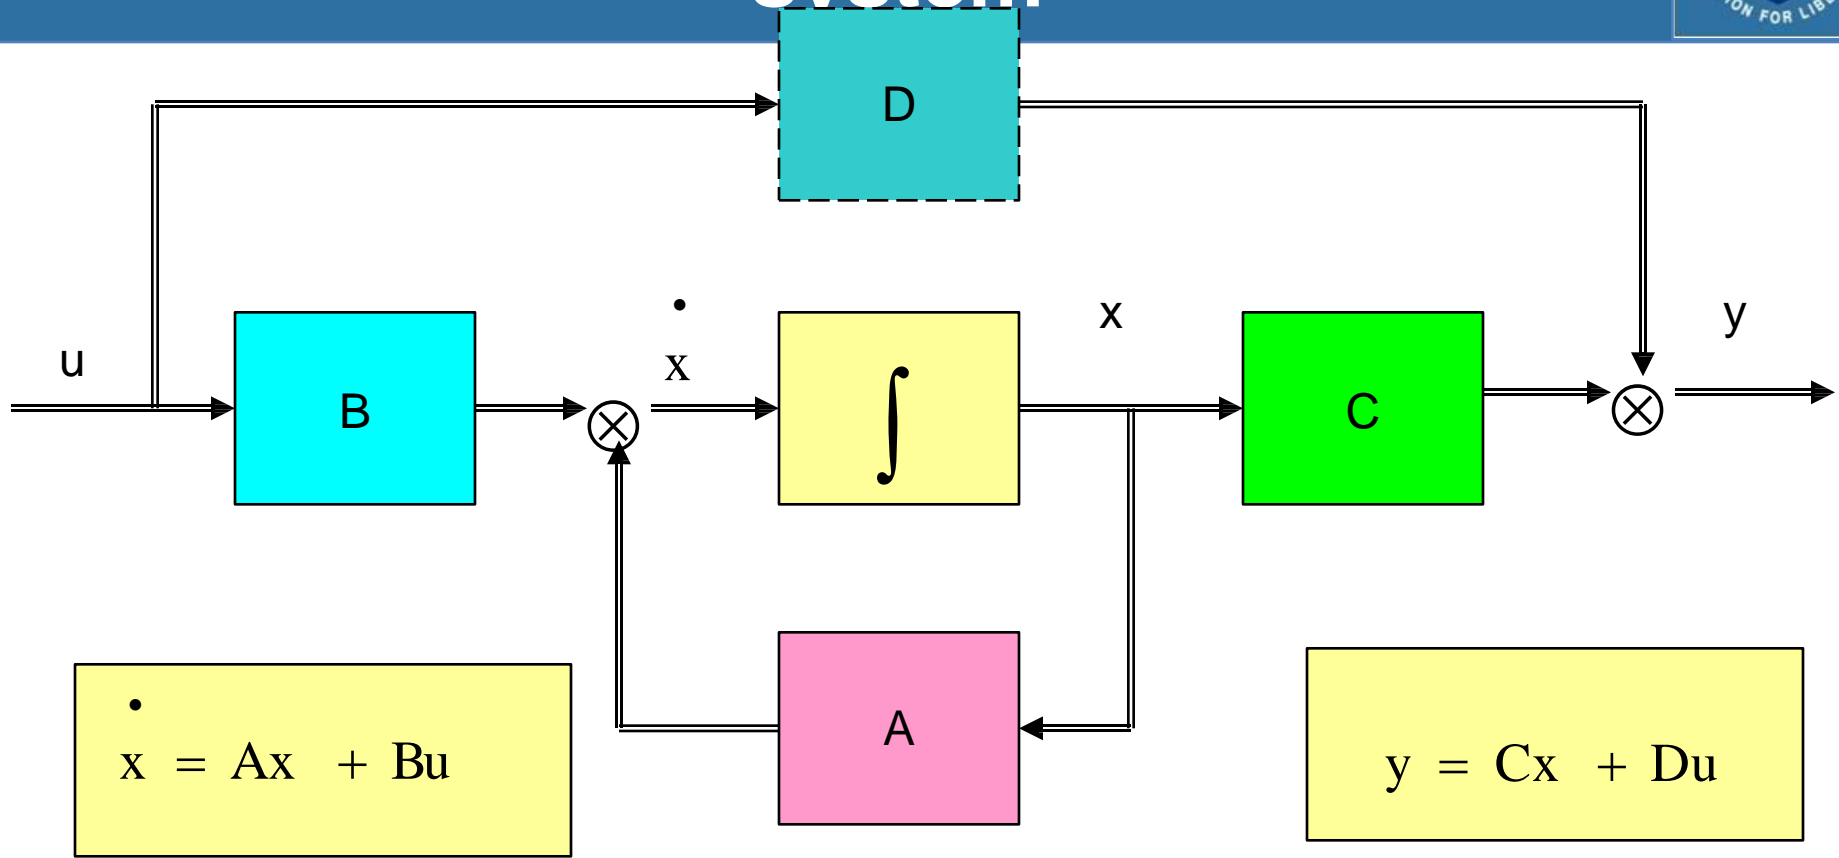 D
u
B
ẋ
∫
x
C
y
A
ẋ = Ax + Bu
y = Cx + Du